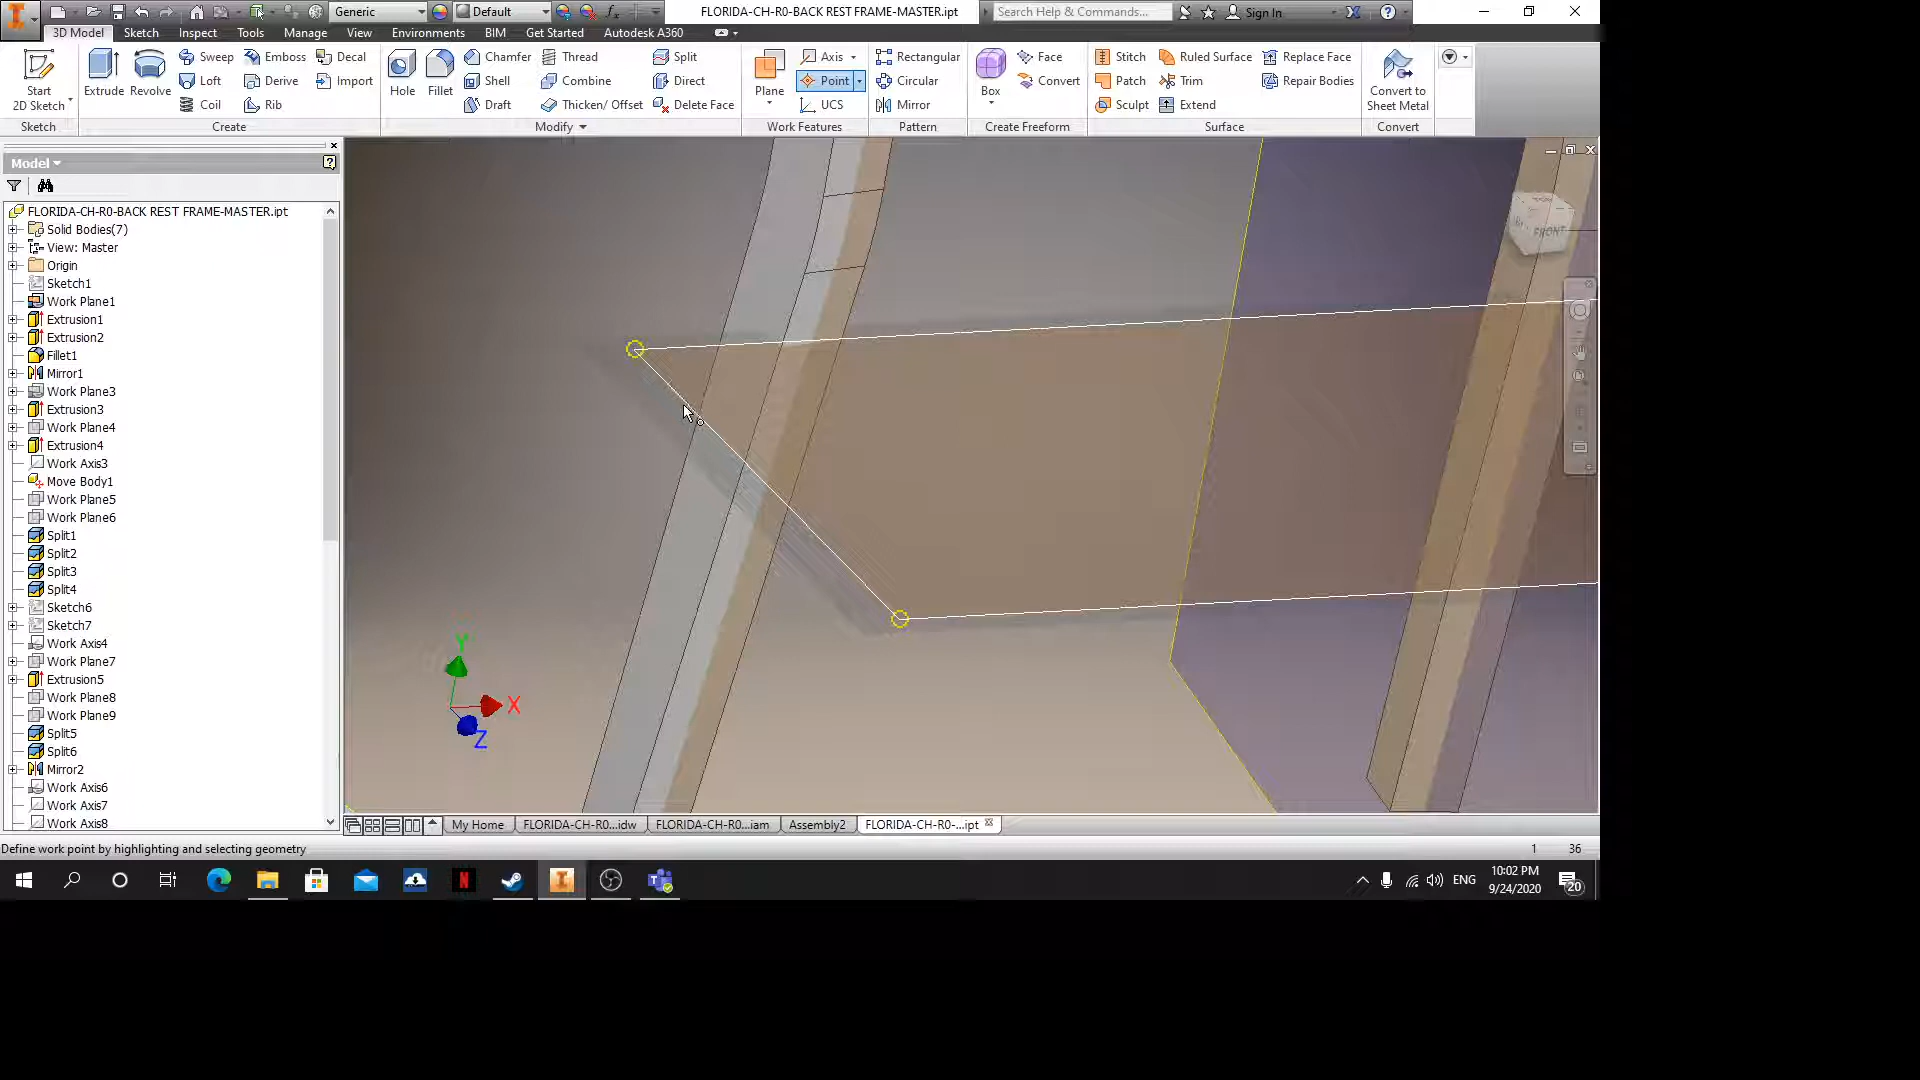 Generic
Default
FLORIDA-CH-R0-BACK REST FRAME-MASTER.ipt
Search Help & Commands...
Sign In
3D Model Sketch Inspect Tools Manage View Environments BIM Get Started Autodesk A360
Start
2D Sketch
Extrude
Revolve
Sweep
Loft
Coil
Emboss
Derive
Rib
Decal
Import
Hole
Fillet
Chamfer
Shell
Draft
Thread
Combine
Thicken/ Offset
Split
Direct
Delete Face
Plane
Axis
Point
UCS
Rectangular
Circular
Mirror
Box
Face
Convert
Stitch
Patch
Sculpt
Ruled Surface
Trim
Extend
Replace Face
Repair Bodies
Convert to
Sheet Metal
Sketch Create Modify Work Features Pattern Create Freeform Surface Convert
Model
FLORIDA-CH-R0-BACK REST FRAME-MASTER.ipt
Solid Bodies(7)
View: Master
Origin
Sketch1
Work Plane1
Extrusion1
Extrusion2
Fillet1
Mirror1
Work Plane3
Extrusion3
Work Plane4
Extrusion4
Work Axis3
Move Body1
Work Plane5
Work Plane6
Split1
Split2
Split3
Split4
Sketch6
Sketch7
Work Axis4
Work Plane7
Extrusion5
Work Plane8
Work Plane9
Split5
Split6
Mirror2
Work Axis6
Work Axis7
Work Axis8
FRONT
Y
X
Z
My Home FLORIDA-CH-R0...idw FLORIDA-CH-R0...iam Assembly2 FLORIDA-CH-R0-...ipt
Define work point by highlighting and selecting geometry
1 36
ENG
10:02 PM
9/24/2020
20